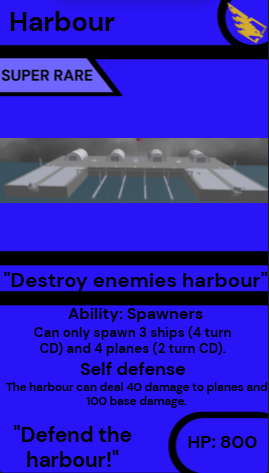 Harbour
SUPER RARE
"Destroy enemies harbour"
Ability: Spawners
Can only spawn 3 ships (4 turn
CD) and 4 planes (2 turn CD).
Self defense
The harbour can deal 40 damage to planes and
100 base damage.
"Defend the
harbour!"
HP: 800